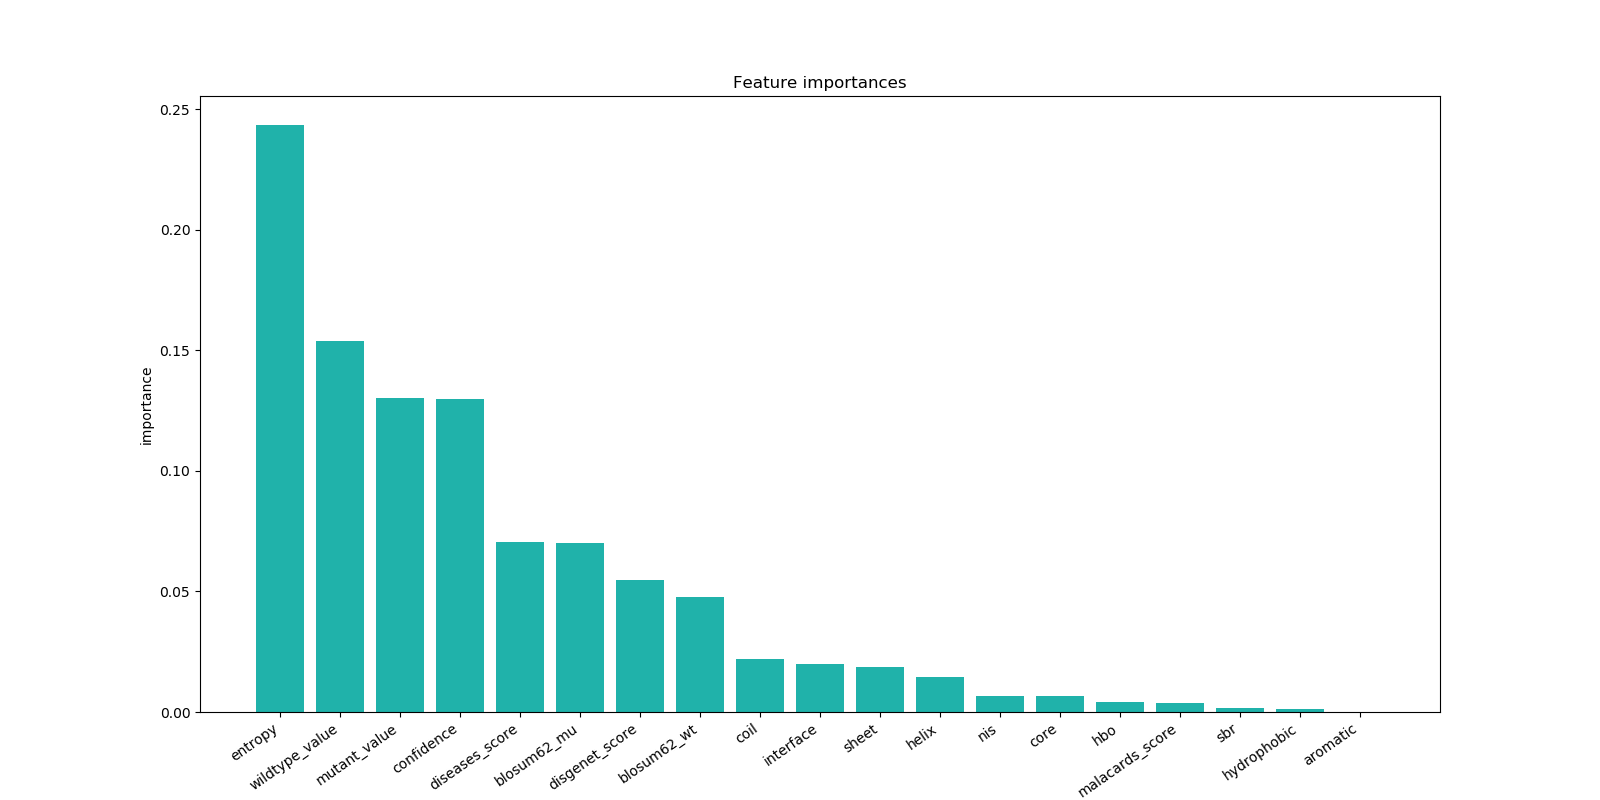 Feature importances
importance
0.25
0.20
0.15
0.10
0.05
0.00
entropy
wildtype_value
mutant_value
confidence
diseases_score
blosum62_mu
disgenet_score
blosum62_wt
coil
interface
sheet
helix
nis
core
hbo
malacards_score
sbr
hydrophobic
aromatic